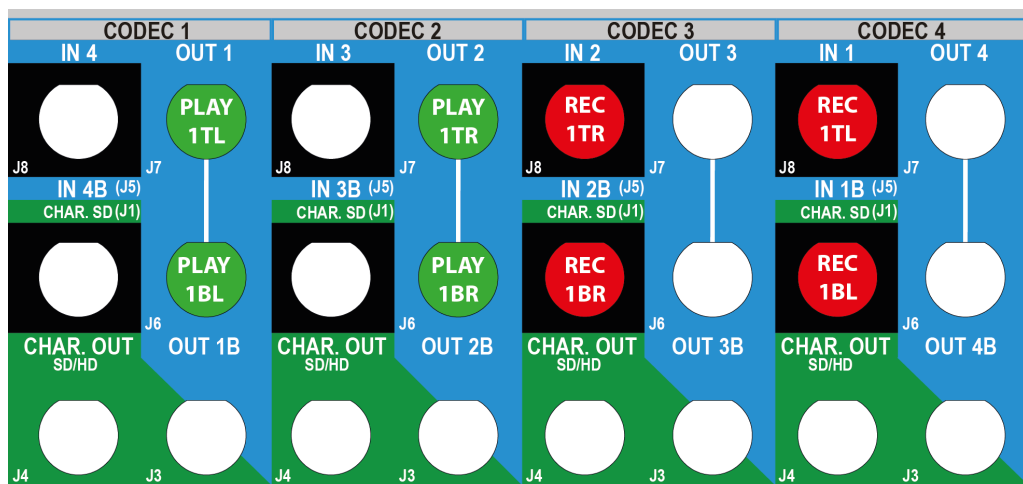 CODEC 1 CODEC 2 CODEC 3 CODEC 4
IN 4 OUT 1 IN 3 OUT 2 IN 2 OUT 3 IN 1 OUT 4
PLAY 1TL
PLAY 1TR
REC 1TR
REC 1TL
J8 J7 J8 J7 J8 J7 J8 J7
IN 4B (J5) IN 3B (J5) IN 2B (J5) IN 1B (J5)
CHAR. SD (J1) CHAR. SD (J1) CHAR. SD (J1) CHAR. SD (J1)
PLAY 1BL
PLAY 1BR
REC 1BR
REC 1BL
J6 J6 J6 J6
CHAR. OUT OUT 1B CHAR. OUT OUT 2B CHAR. OUT OUT 3B CHAR. OUT OUT 4B
SD/HD SD/HD SD/HD SD/HD
J4 J3 J4 J3 J4 J3 J4 J3